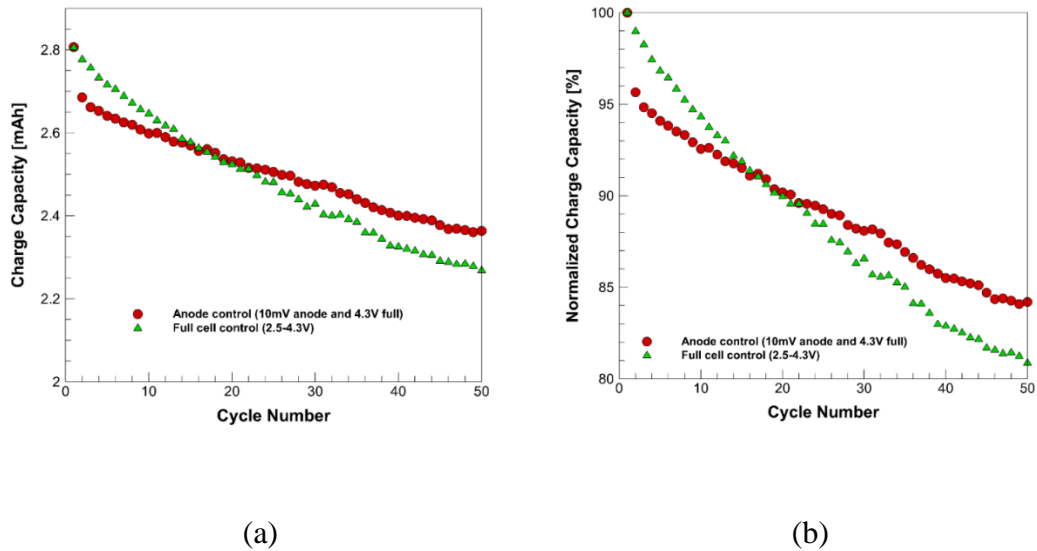 2.8
2.6
2.4
2.2
2
Charge Capacity [mAh]
Anode control (10mV anode and 4.3V full)
Full cell control (2.5-4.3V)
0 10 20 30 40 50
Cycle Number
(a)
100
95
90
85
80
Normalized Charge Capacity [%]
Anode control (10mV anode and 4.3V full)
Full cell control (2.5-4.3V)
0 10 20 30 40 50
Cycle Number
(b)